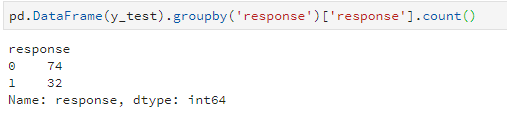 pd.DataFrame(y_test).groupby('response')['response'].count()
response
0    74
1    32
Name: response, dtype: int64